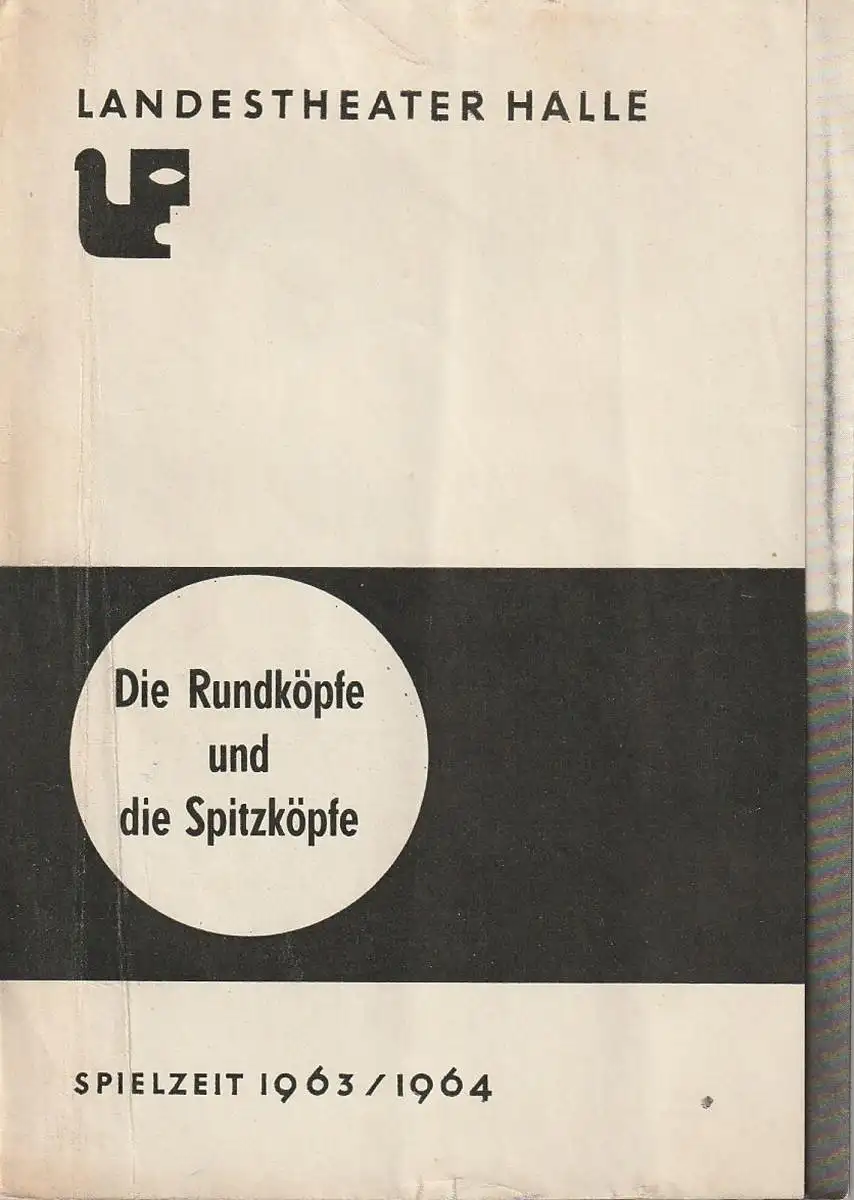 LANDESTHEATER HALLE
Die Rundköpfe
und
die Spitzköpfe
SPIELZEIT 1963/1964